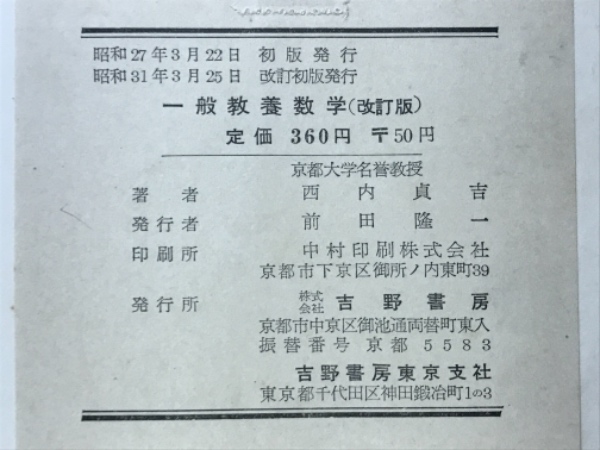 昭和27年3月22日 初版発行
昭和31年3月25日 改訂初版発行
一般教養数学(改訂版)
定価 360円 〒50円
京都大学名誉教授
著者 西内貞吉
発行者 前田隆一
印刷所 中村印刷株式会社
京都市下京区御所ノ内東町39
発行所 株式会社 吉野書房
京都市中京区御池通両替町東入
振替番号 京都 5583
吉野書房東京支社
東京都千代田区神田鍛冶町1の3